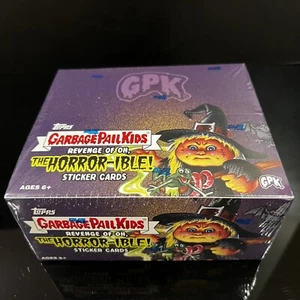 GPK
TOPPS
GARBAGE PAIL KIDS
REVENGE OF OH,
THE HORROR-IBLE!
STICKER CARDS
AGES 6+
GPK
TOPPS
GARBAGE PAIL KIDS
REVENGE OF OH,
THE HORROR-IBLE!
STICKER CARDS
AGES 6+
GPK